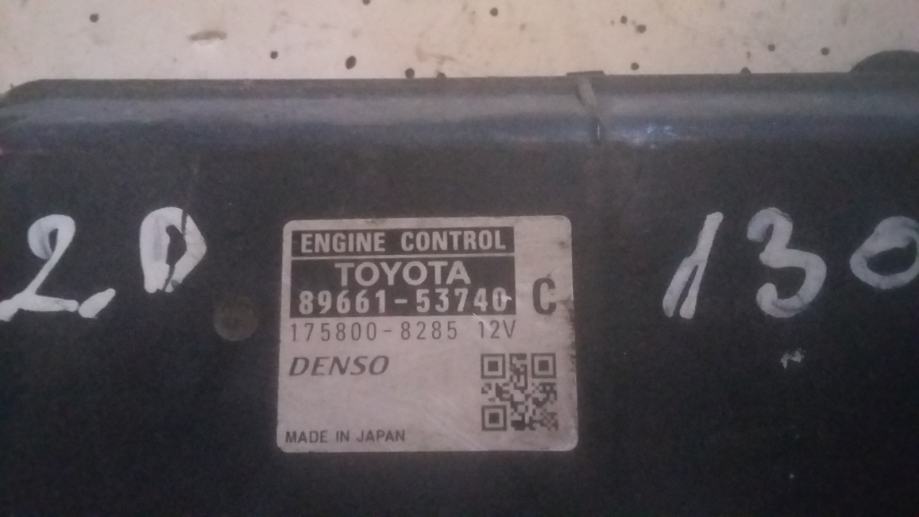 2.0
130
ENGINE CONTROL
TOYOTA
89661-53740 C
175800-8285 12V
DENSO
MADE IN JAPAN